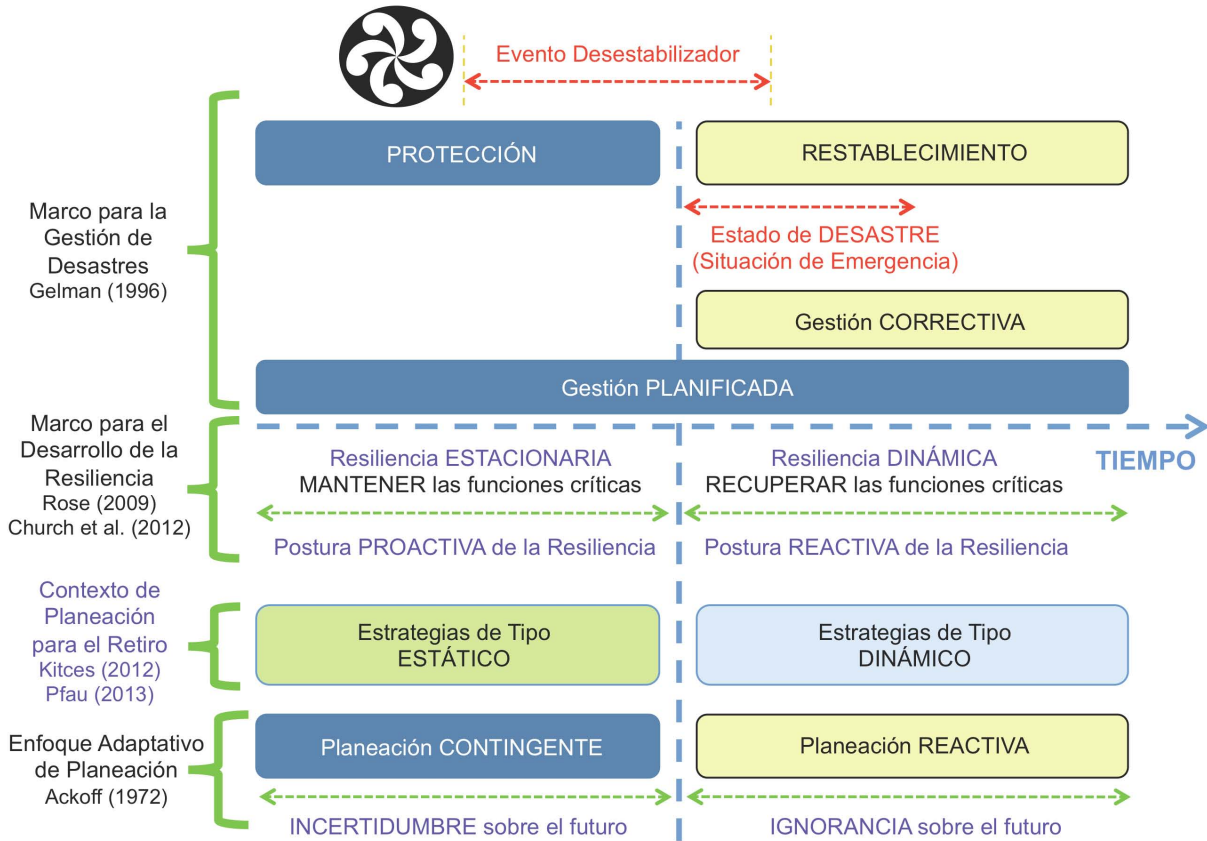 Evento Desestabilizador
PROTECCIÓN
RESTABLECIMIENTO
Marco para la
Gestión de
Desastres
Gelman (1996)
Estado de DESASTRE
(Situación de Emergencia)
Gestión CORRECTIVA
Gestión PLANIFICADA
Marco para el
Desarrollo de la
Resiliencia
Rose (2009)
Church et al. (2012)
TIEMPO
Resiliencia ESTACIONARIA
MANTENER las funciones críticas
Resiliencia DINÁMICA
RECUPERAR las funciones críticas
Postura PROACTIVA de la Resiliencia
Postura REACTIVA de la Resiliencia
Contexto de
Planeación
para el Retiro
Kitces (2012)
Pfau (2013)
Estrategias de Tipo
ESTÁTICO
Estrategias de Tipo
DINÁMICO
Enfoque Adaptativo
de Planeación
Ackoff (1972)
Planeación CONTINGENTE
Planeación REACTIVA
INCERTIDUMBRE sobre el futuro
IGNORANCIA sobre el futuro